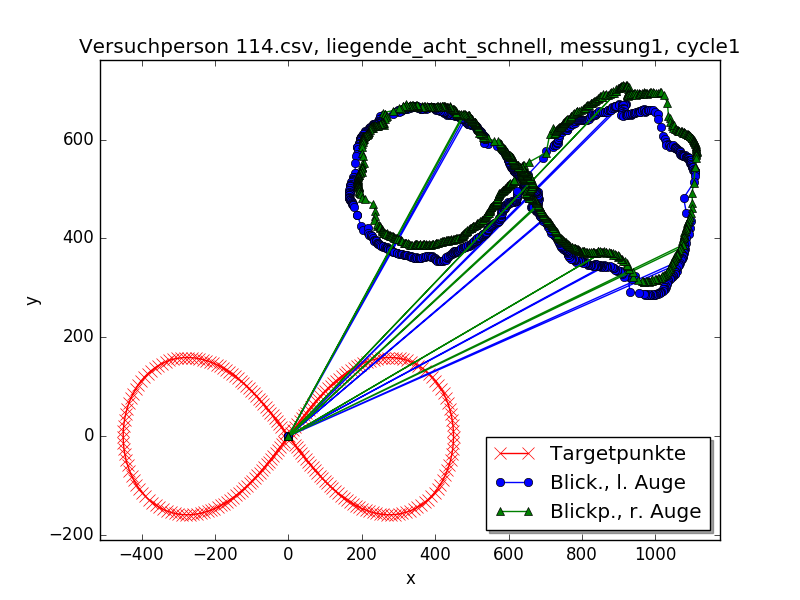 Versuchperson 114.csv, liegende_acht_schnell, messung1, cycle1
600
400
y
200
0
−200
Targetpunkte
Blick., l. Auge
Blickp., r. Auge
−400 −200 0 200 400 600 800 1000
x